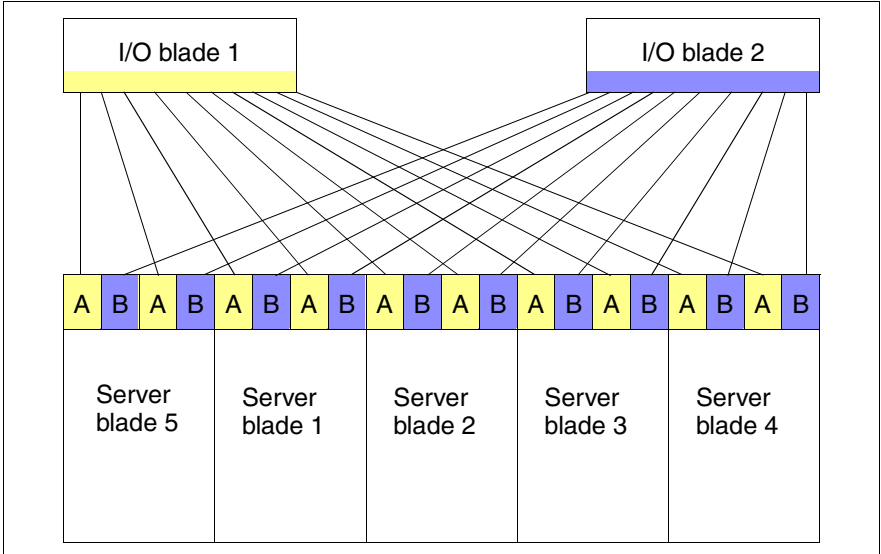 I/O blade 1
I/O blade 2
A B A B A B A B A B A B A B A B A B A B
Server
blade 5
Server
blade 1
Server
blade 2
Server
blade 3
Server
blade 4